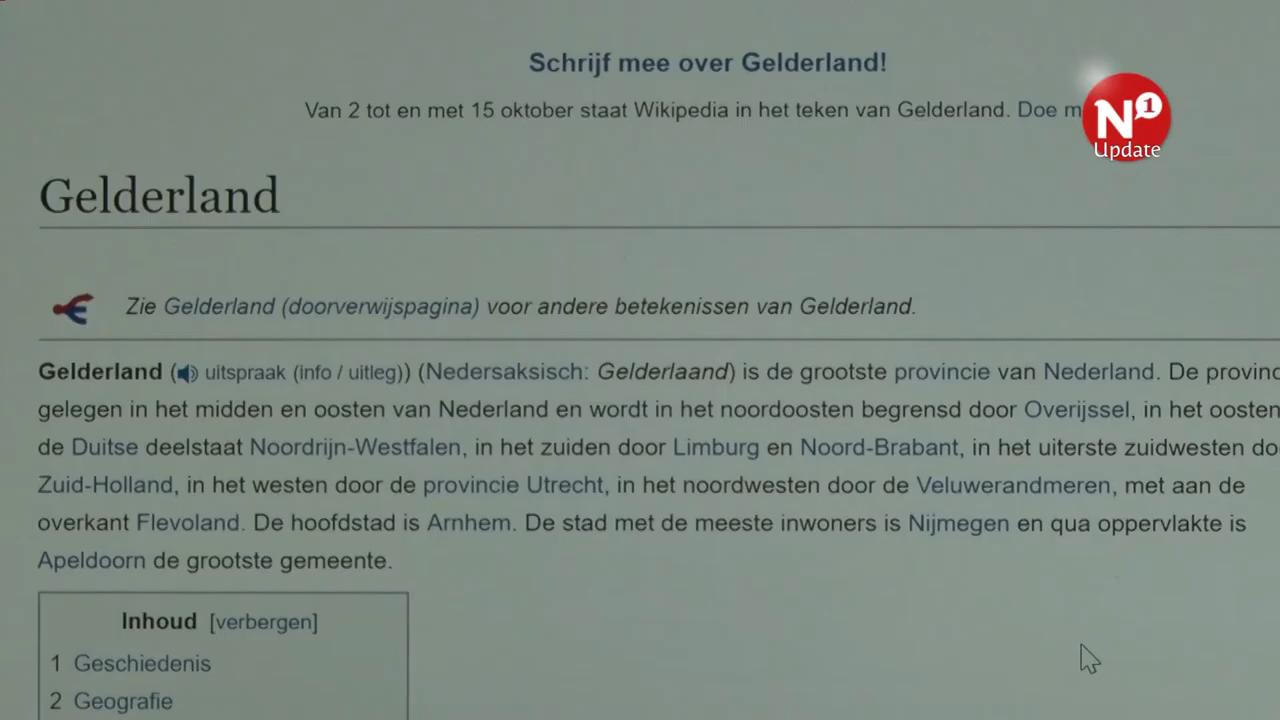 Schrijf mee over Gelderland!
Van 2 tot en met 15 oktober staat Wikipedia in het teken van Gelderland. Doe
N1
Update
Gelderland
Zie Gelderland (doorverwijspagina) voor andere betekenissen van Gelderland.
Gelderland (uitspraak (info / uitleg)) (Nedersaksisch: Gelderlaand) is de grootste provincie van Nederland. De
gelegen in het midden en oosten van Nederland en wordt in het noordoosten begrensd door Overijssel, in het oosten
de Duitse deelstaat Noordrijn-Westfalen, in het zuiden door Limburg en Noord-Brabant, in het uiterste zuidwesten
Zuid-Holland, in het westen door de provincie Utrecht, in het noordwesten door de Veluwerandmeren, met aan de
overkant Flevoland. De hoofdstad is Arnhem. De stad met de meeste inwoners is Nijmegen en qua oppervlakte is
Apeldoorn de grootste gemeente.
Inhoud [verbergen]
1 Geschiedenis
2 Geografie